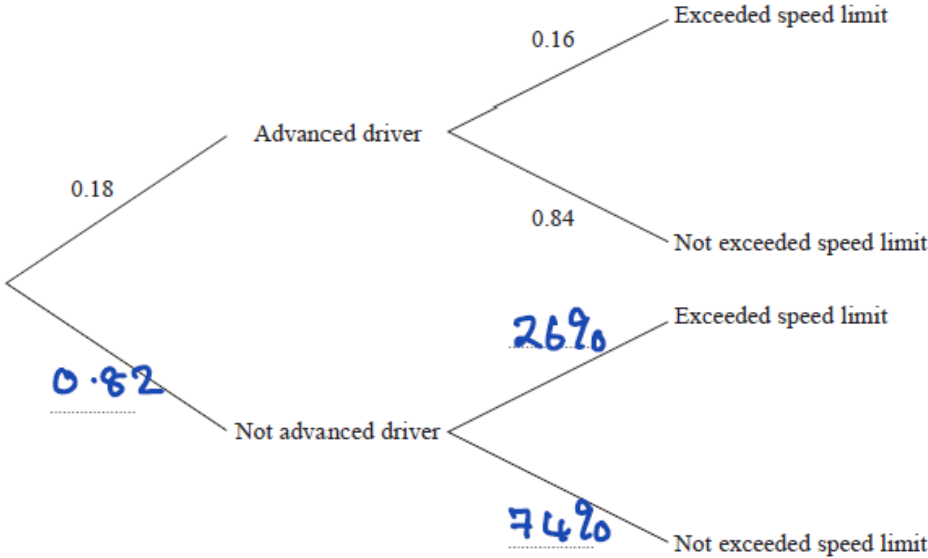 Exceeded speed limit
0.16
Advanced driver
0.18
0.84
Not exceeded speed limit
Exceeded speed limit
26%
0.82
Not advanced driver
74%
Not exceeded speed limit